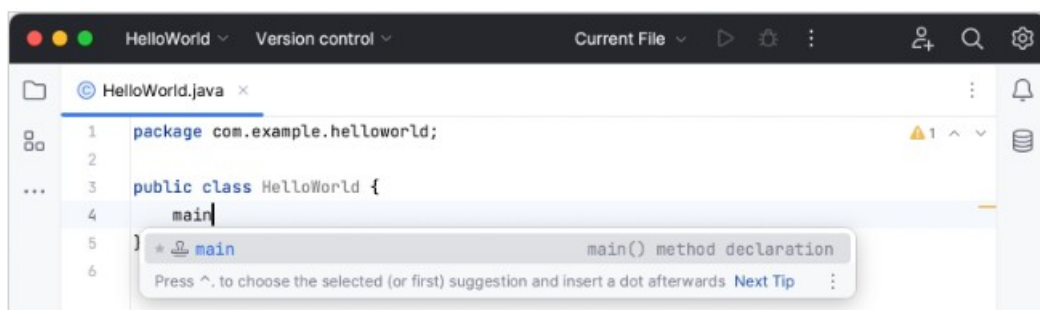 HelloWorld Version control Current File
HelloWorld.java
1 package com.example.helloworld;
2
3 public class HelloWorld {
4 main
5 }
* main main() method declaration
6
Press ^. to choose the selected (or first) suggestion and insert a dot afterwards Next Tip
1